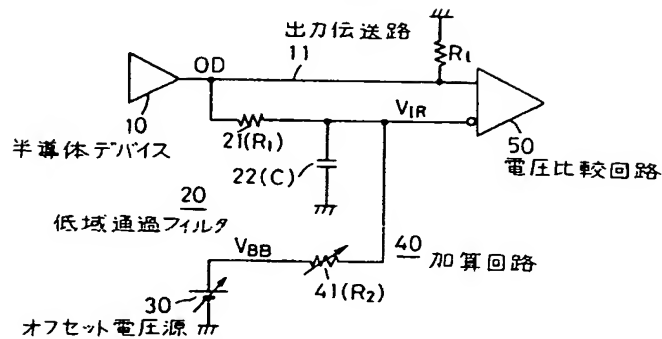 出力伝送路
11
R1
OD
10
半導体デバイス
21(R1)
VIR
22(C)
50
電圧比較回路
20
低域通過フィルタ
VBB
40
加算回路
41(R2)
30
オフセット電圧源